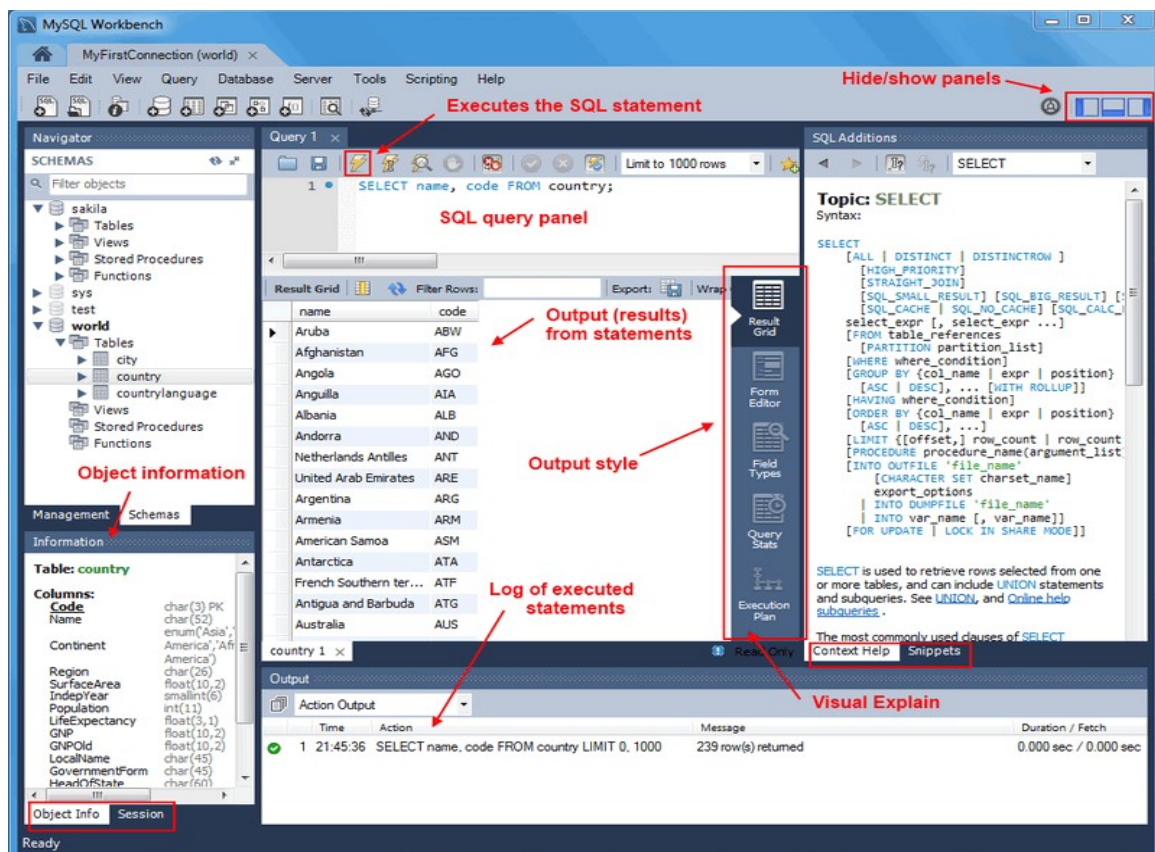 MySQL Workbench
MyFirstConnection (world) ×
File Edit View Query Database Server Tools Scripting Help
Hide/show panels
Executes the SQL statement
Navigator
SCHEMAS
Filter objects
sakila
Tables
Views
Stored Procedures
Functions
sys
test
world
Tables
city
country
countrylanguage
Views
Stored Procedures
Functions
Object information
Management Schemas
Information
Table: country
Columns:
Code char(3) PK
Name char(52)
Continent enum('Asia','
America','Afr
America')
Region char(26)
SurfaceArea float(10,2)
IndepYear smallint(6)
Population int(11)
LifeExpectancy float(3,1)
GNP float(10,2)
GNPOld float(10,2)
LocalName char(45)
GovernmentForm char(45)
HeadOfState char(60)
Object Info Session
Ready
Query 1 ×
Limit to 1000 rows
1 SELECT name, code FROM country;
SQL query panel
Result Grid Filter Rows: Export: Wrap
name code
Aruba ABW
Afghanistan AFG
Angola AGO
Anguilla AIA
Albania ALB
Andorra AND
Netherlands Antilles ANT
United Arab Emirates ARE
Argentina ARG
Armenia ARM
American Samoa ASM
Antarctica ATA
French Southern ter... ATF
Antigua and Barbuda ATG
Australia AUS
Output (results)
from statements
Output style
Log of executed
statements
Result
Grid
Form
Editor
Field
Types
Query
Stats
Execution
Plan
country 1 ×
Read Only
Visual Explain
Output
Action Output
Time Action Message Duration / Fetch
1 21:45:36 SELECT name, code FROM country LIMIT 0, 1000 239 row(s) returned 0.000 sec / 0.000 sec
SQL Additions
SELECT
Topic: SELECT
Syntax:
SELECT
[ALL | DISTINCT | DISTINCTROW ]
[HIGH_PRIORITY]
[STRAIGHT_JOIN]
[SQL_SMALL_RESULT] [SQL_BIG_RESULT] [
[SQL_CACHE | SQL_NO_CACHE] [SQL_CALC_
select_expr [, select_expr ...]
[FROM table_references
[PARTITION partition_list]
[WHERE where_condition]
[GROUP BY {col_name | expr | position}
[ASC | DESC], ... [WITH ROLLUP]]
[HAVING where_condition]
[ORDER BY {col_name | expr | position}
[ASC | DESC], ...]
[LIMIT {[offset,] row_count | row_count
[PROCEDURE procedure_name(argument_list
[INTO OUTFILE 'file_name'
[CHARACTER SET charset_name]
export_options
| INTO DUMPFILE 'file_name'
| INTO var_name [, var_name]]
[FOR UPDATE | LOCK IN SHARE MODE]]
SELECT is used to retrieve rows selected from one
or more tables, and can include UNION statements
and subqueries. See UNION, and Online help
subqueries .
The most commonly used clauses of SELECT
Context Help Snippets